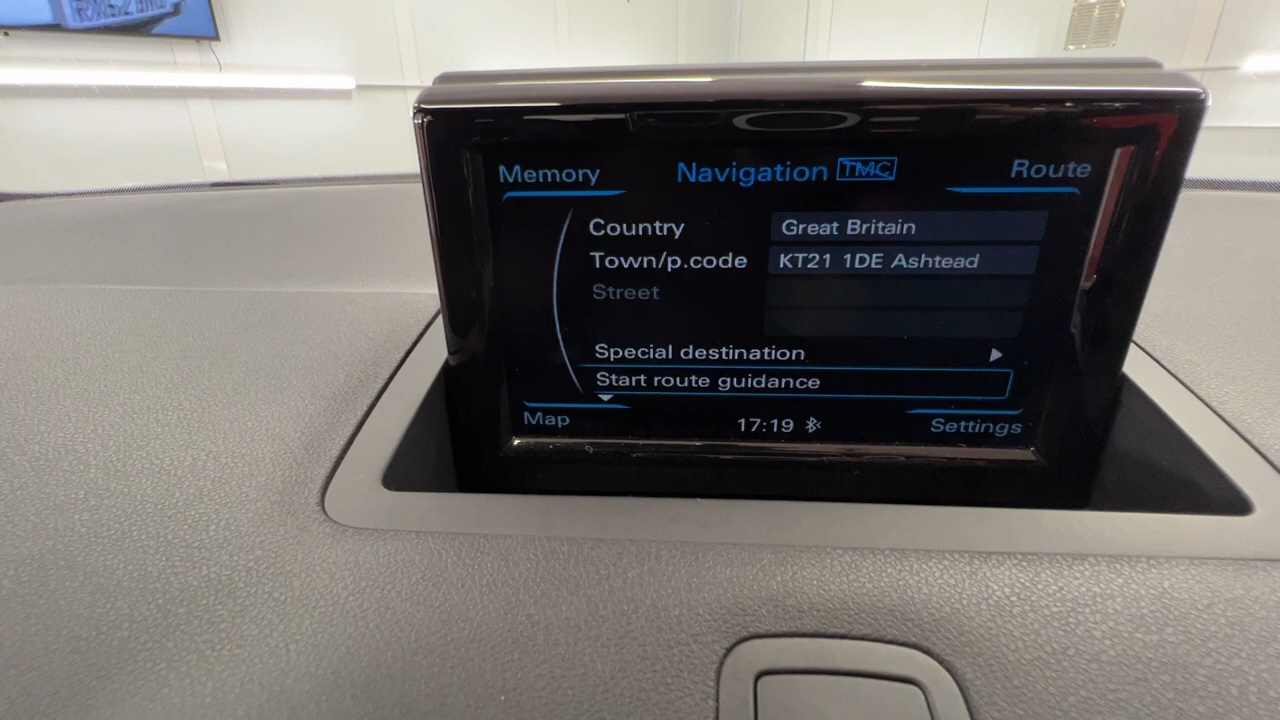 Memory Navigation TMC Route
Country Great Britain
Town/p.code KT21 1DE Ashtead
Street
Special destination
Start route guidance
Map 17:19 Settings